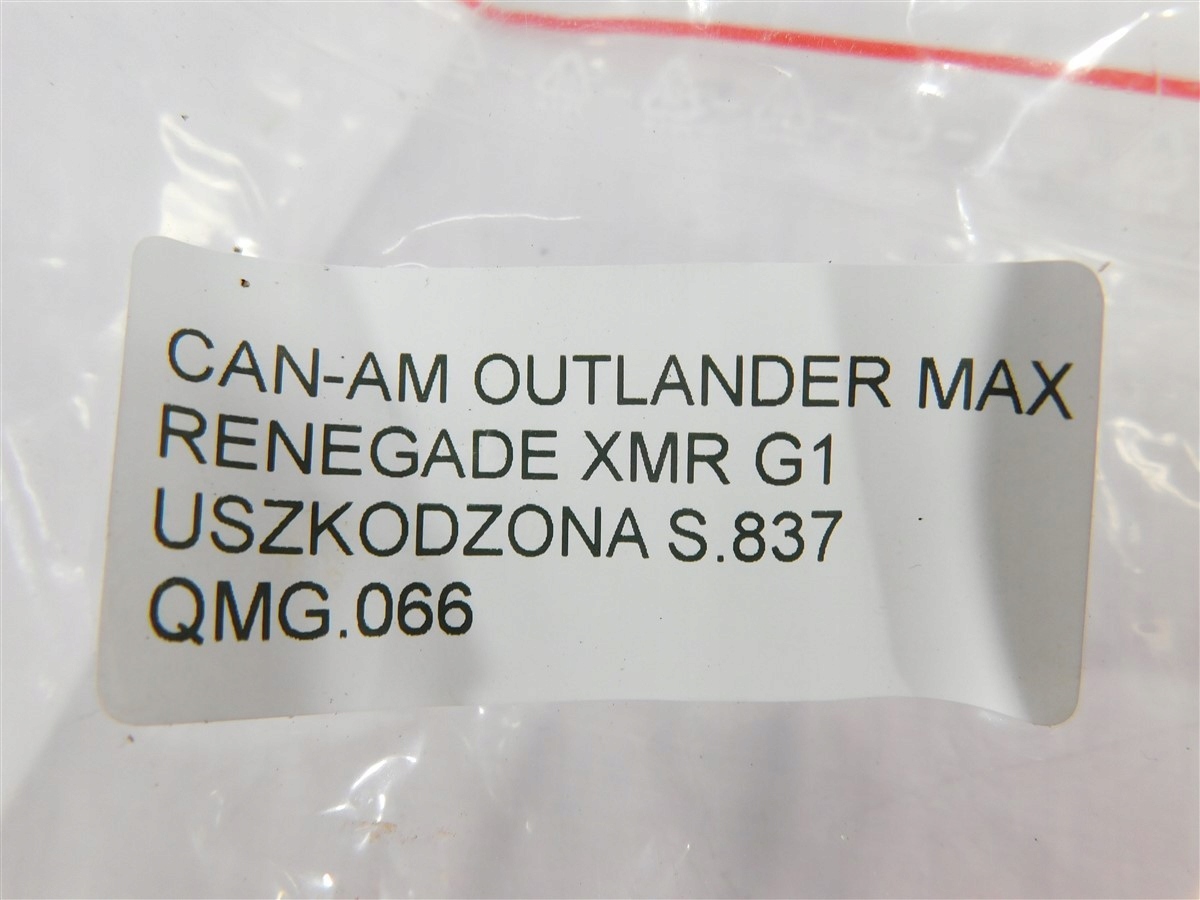 CAN-AM OUTLANDER MAX
RENEGADE XMR G1
USZKODZONA S.837
QMG.066